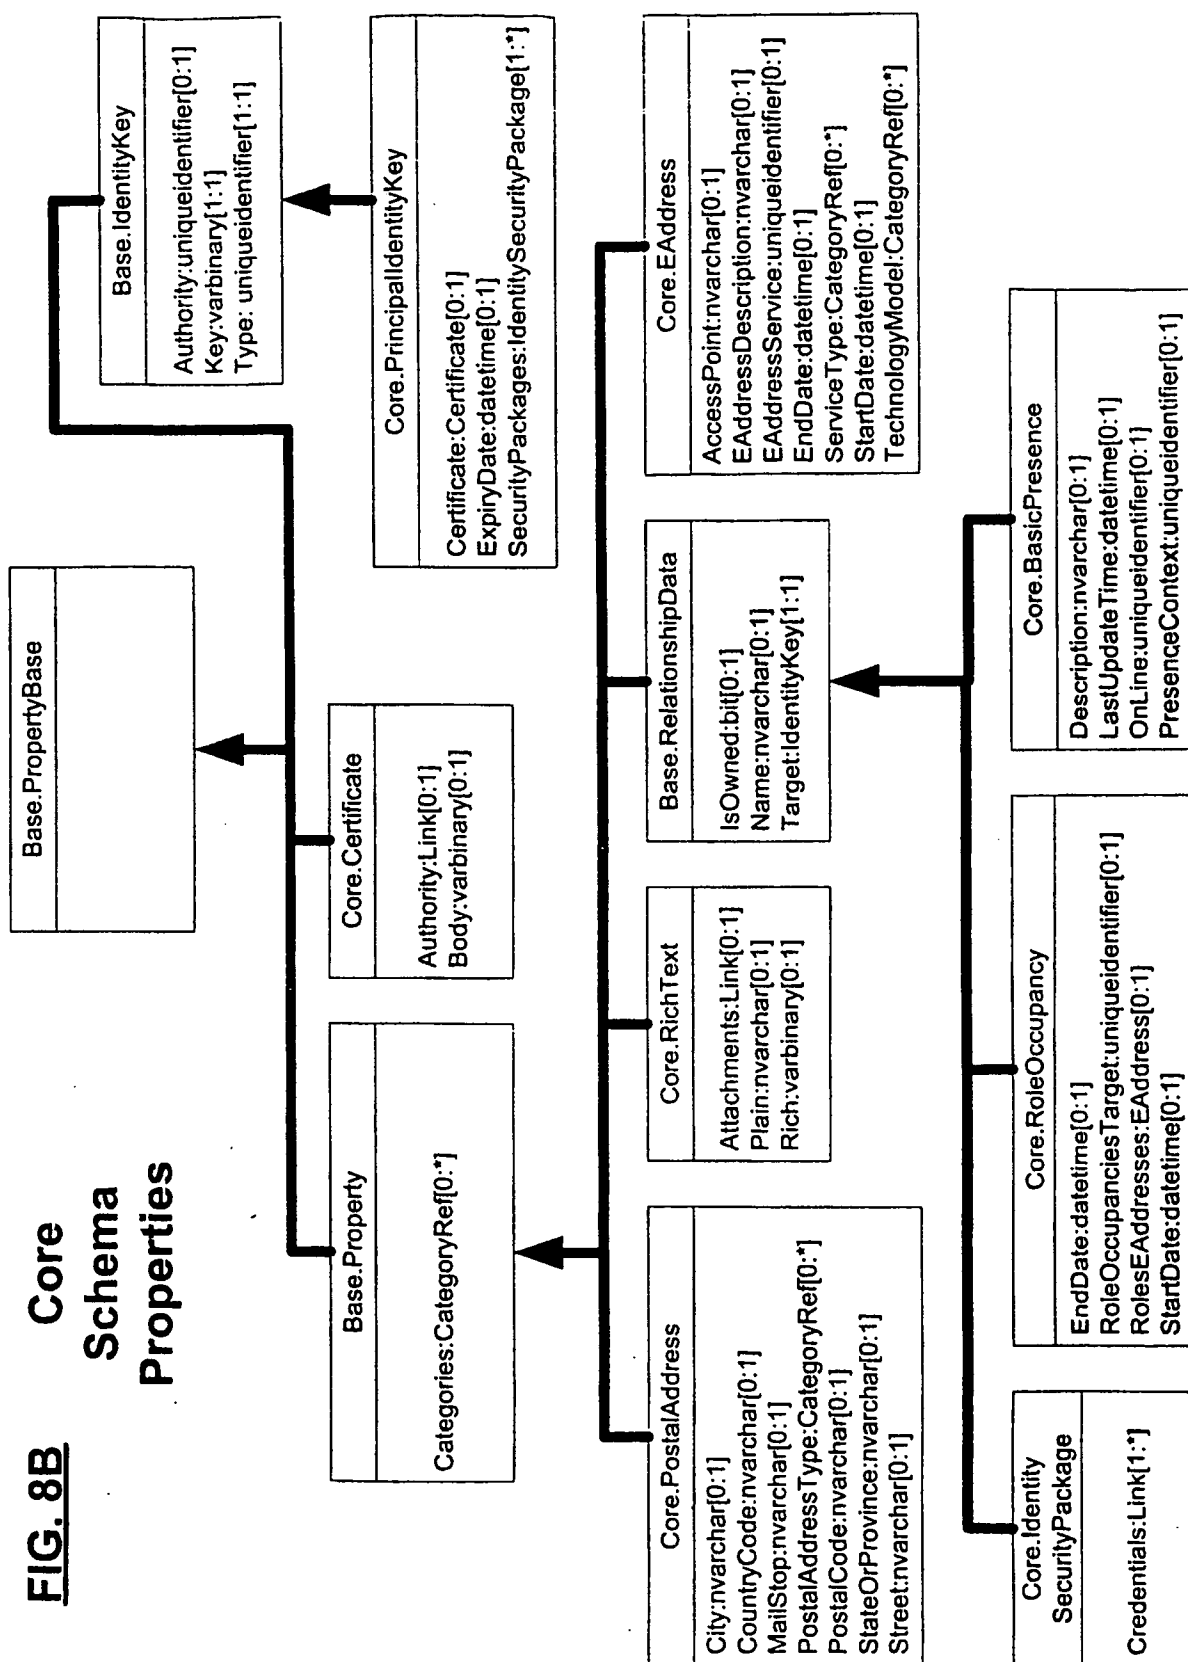 FIG. 8B
Core
Schema
Properties
Base.PropertyBase
Base.Property
Categories:CategoryRef[0:*]
Core.Certificate
Authority:Link[0:1]
Body:varbinary[0:1]
Base.IdentityKey
Authority:uniqueidentifier[0:1]
Key:varbinary[1:1]
Type: uniqueidentifier[1:1]
Core.PrincipalIdentityKey
Certificate:Certificate[0:1]
ExpiryDate:datetime[0:1]
SecurityPackages:IdentitySecurityPackage[1:*]
Core.PostalAddress
City:nvarchar[0:1]
CountryCode:nvarchar[0:1]
MailStop:nvarchar[0:1]
PostalAddressType:CategoryRef[0:*]
PostalCode:nvarchar[0:1]
StateOrProvince:nvarchar[0:1]
Street:nvarchar[0:1]
Core.RichText
Attachments:Link[0:1]
Plain:nvarchar[0:1]
Rich:varbinary[0:1]
Base.RelationshipData
IsOwned:bit[0:1]
Name:nvarchar[0:1]
Target:IdentityKey[1:1]
Core.EAddress
AccessPoint:nvarchar[0:1]
EAddressDescription:nvarchar[0:1]
EAddressService:uniqueidentifier[0:1]
EndDate:datetime[0:1]
ServiceType:CategoryRef[0:*]
StartDate:datetime[0:1]
TechnologyModel:CategoryRef[0:*]
Core.Identity
SecurityPackage
Credentials:Link[1:*]
Core.RoleOccupancy
EndDate:datetime[0:1]
RoleOccupanciesTarget:uniqueidentifier[0:1]
RolesEAddresses:EAddress[0:1]
StartDate:datetime[0:1]
Core.BasicPresence
Description:nvarchar[0:1]
LastUpdateTime:datetime[0:1]
OnLine:uniqueidentifier[0:1]
PresenceContext:uniqueidentifier[0:1]